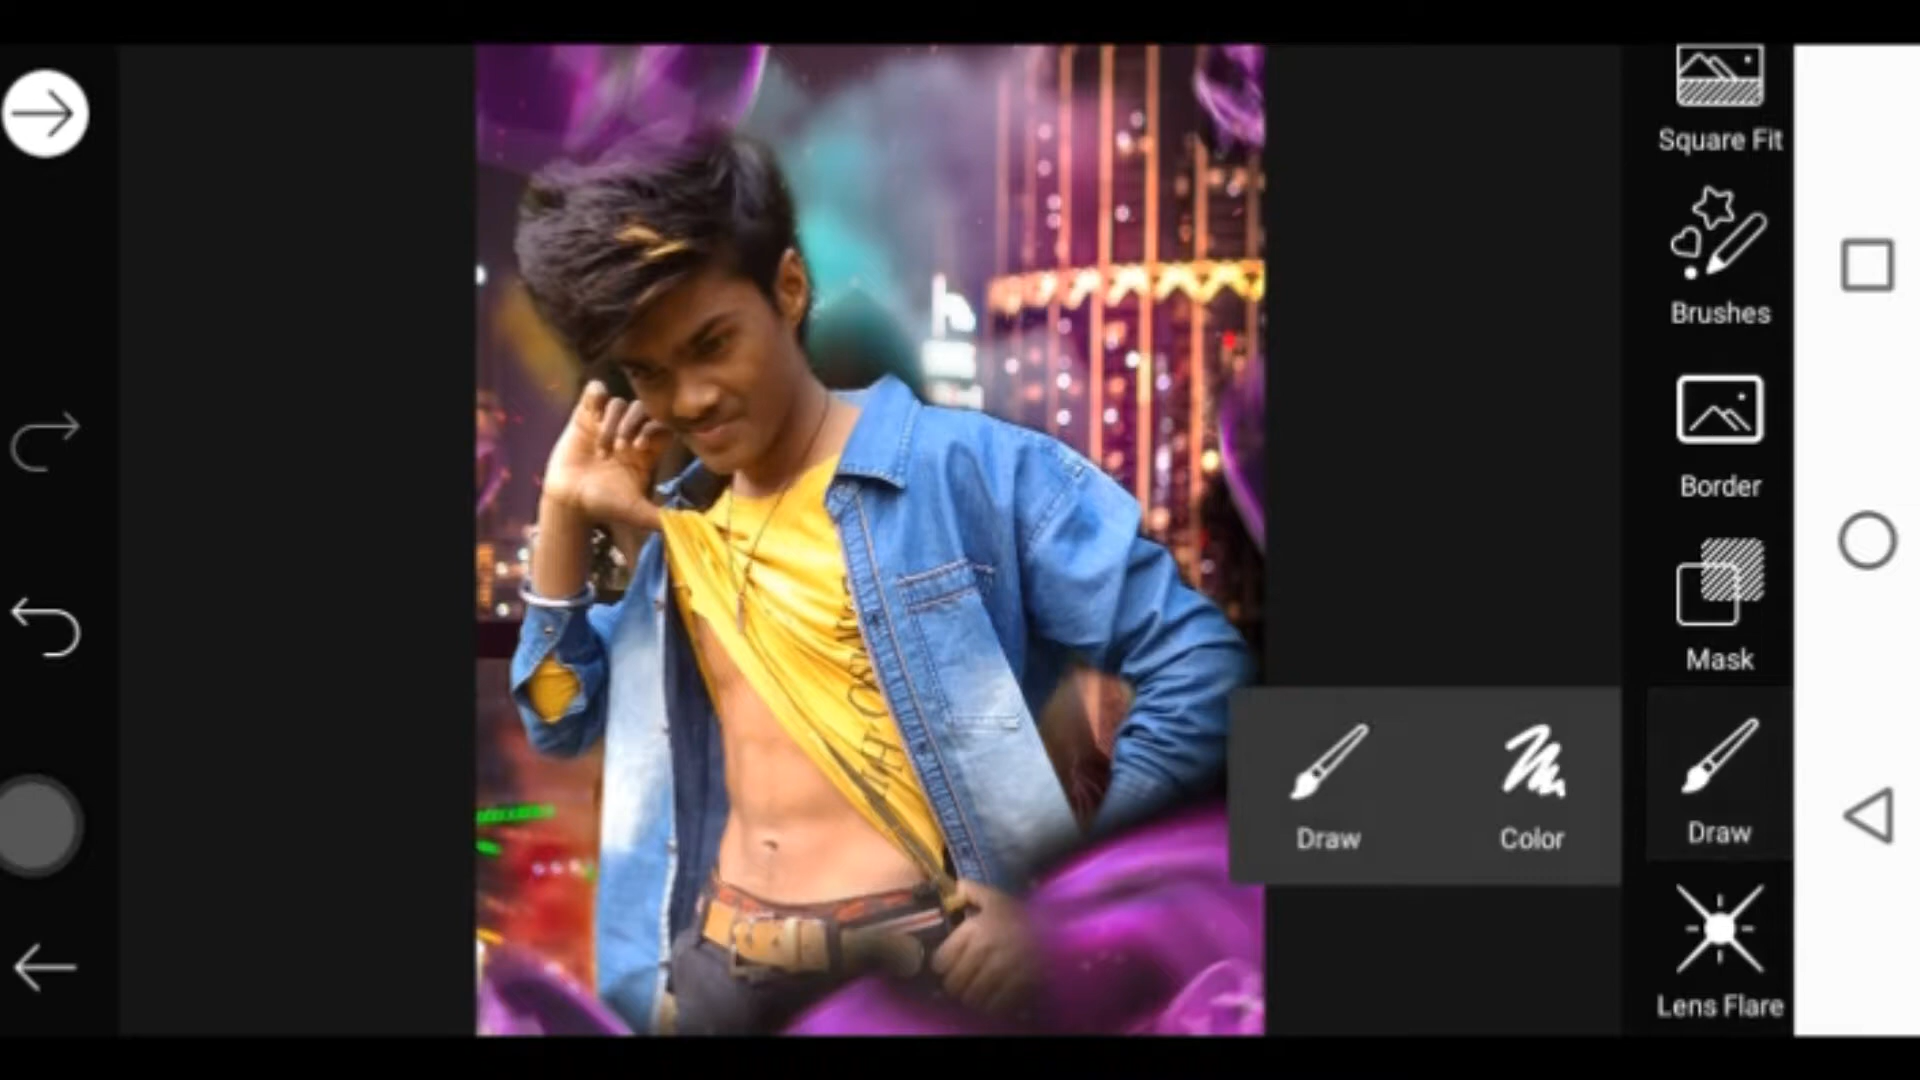 Square Fit
Brushes
Border
Mask
Draw
Color
Draw
Lens Flare